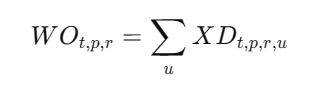 $WO_{t,p,r} = \sum_{u} XD_{t,p,r,u}$